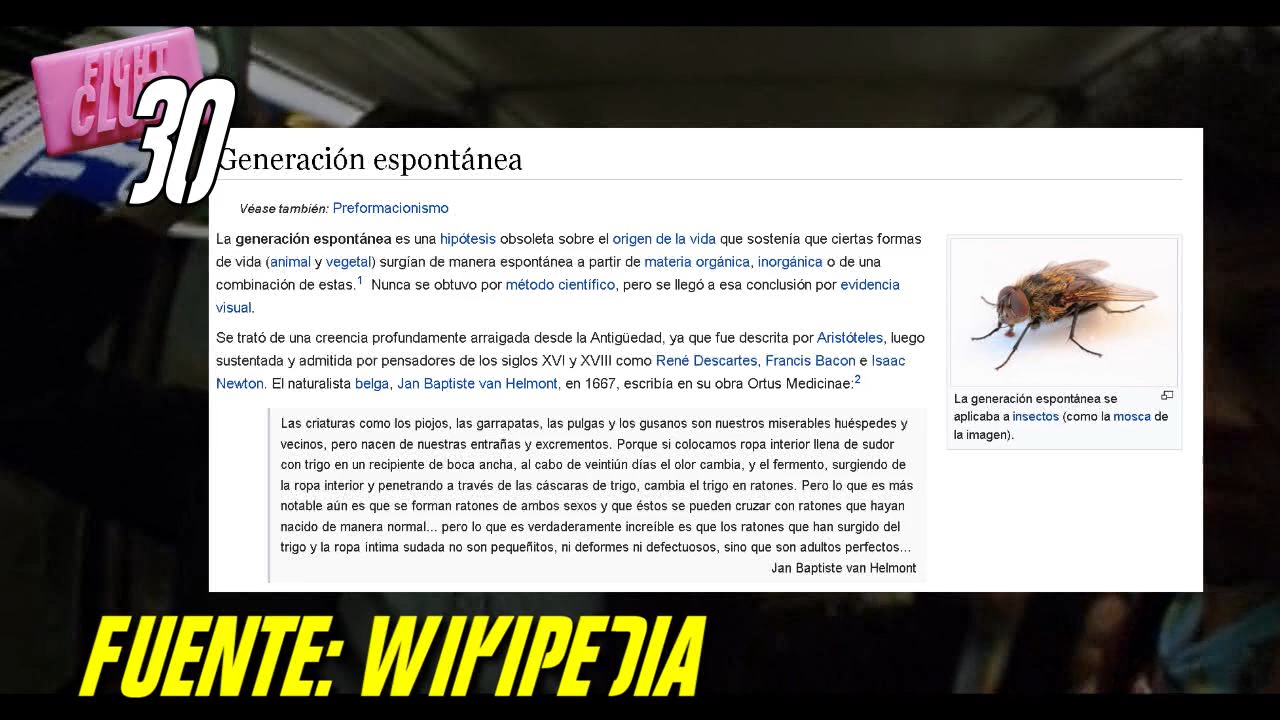 FIGHT
CLU
30
Generación espontánea
Véase también: Preformacionismo
La generación espontánea es una hipótesis obsoleta sobre el origen de la vida que sostenía que ciertas formas
de vida (animal y vegetal) surgían de manera espontánea a partir de materia orgánica, inorgánica o de una
combinación de estas.1 Nunca se obtuvo por método científico, pero se llegó a esa conclusión por evidencia
visual.
Se trató de una creencia profundamente arraigada desde la Antigüedad, ya que fue descrita por Aristóteles, luego
sustentada y admitida por pensadores de los siglos XVI y XVIII como René Descartes, Francis Bacon e Isaac
Newton. El naturalista belga, Jan Baptiste van Helmont, en 1667, escribía en su obra Ortus Medicinae:2
Las criaturas como los piojos, las garrapatas, las pulgas y los gusanos son nuestros miserables huéspedes y
vecinos, pero nacen de nuestras entrañas y excrementos. Porque si colocamos ropa interior llena de sudor
con trigo en un recipiente de boca ancha, al cabo de veintiún días el olor cambia, y el fermento, surgiendo de
la ropa interior y penetrando a través de las cáscaras de trigo, cambia el trigo en ratones. Pero lo que es más
notable aún es que se forman ratones de ambos sexos y que éstos se pueden cruzar con ratones que hayan
nacido de manera normal... pero lo que es verdaderamente increíble es que los ratones que han surgido del
trigo y la ropa íntima sudada no son pequeñitos, ni deformes ni defectuosos, sino que son adultos perfectos...
Jan Baptiste van Helmont
La generación espontánea se
aplicaba a insectos (como la mosca de
la imagen).
FUENTE: WIKIPEDIA